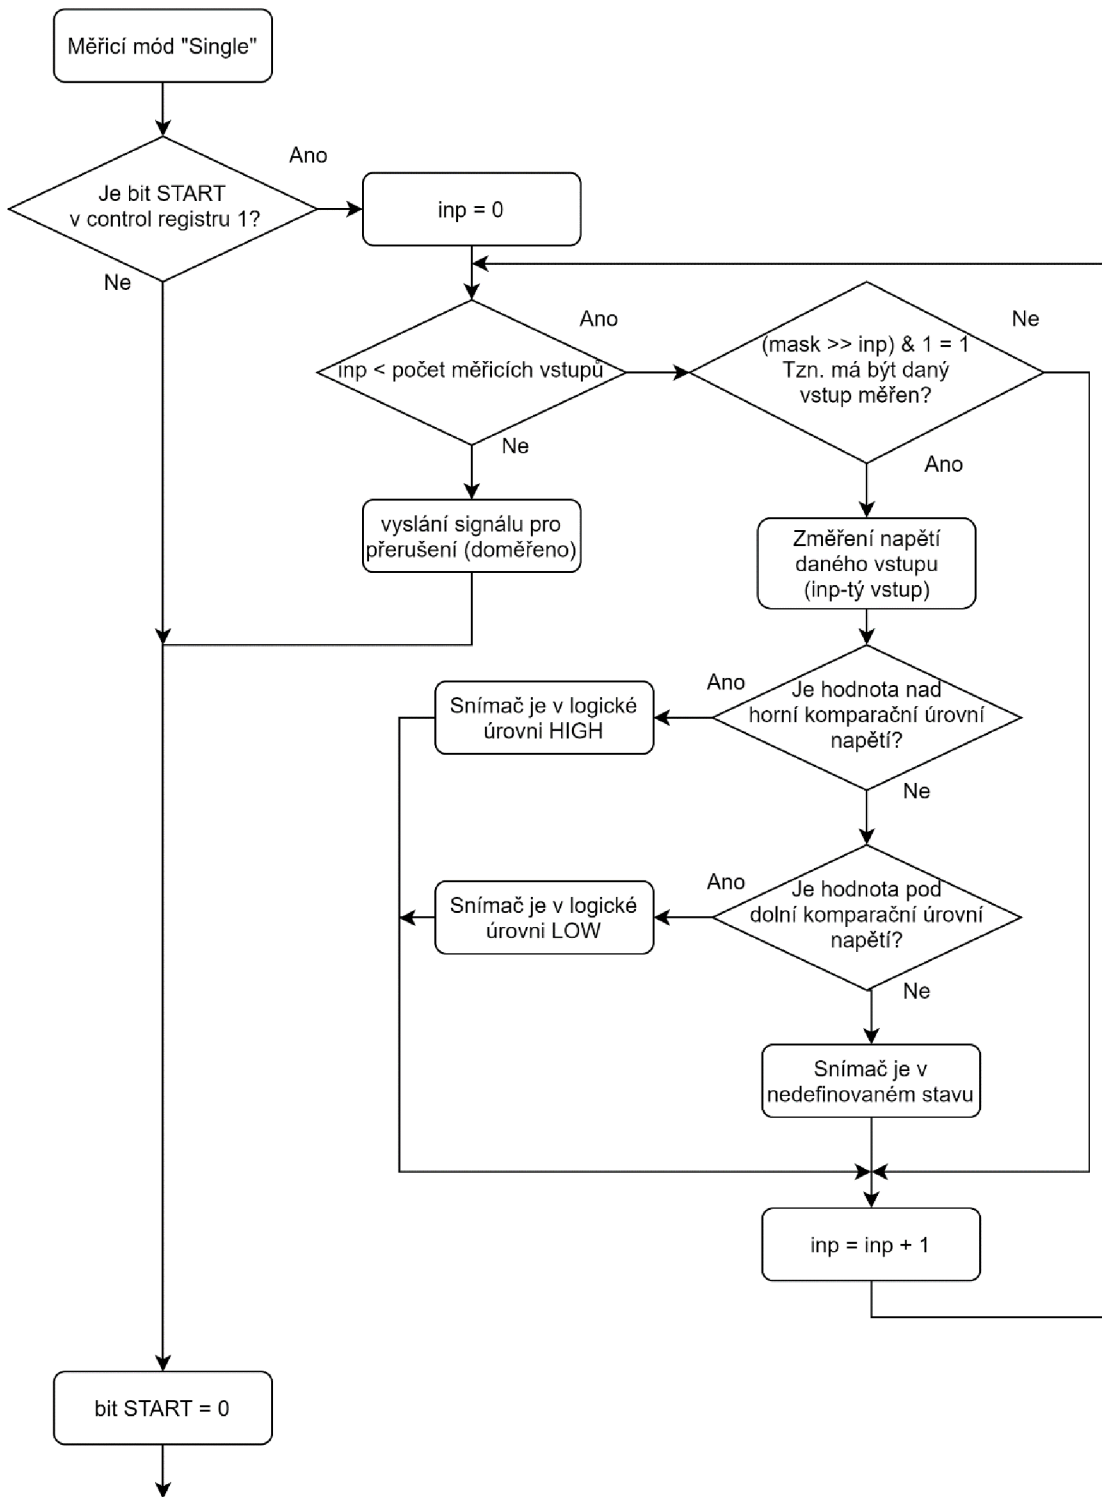 Měřicí mód "Single"
Je bit START
v control registru 1?
Ano
Ne
inp = 0
inp < počet měřicích vstupů
Ano
Ne
(mask >> inp) & 1 = 1
Tzn. má být daný
vstup měřen?
Ne
Ano
vyslání signálu pro
přerušení (doměřeno)
Změření napětí
daného vstupu
(inp-tý vstup)
Je hodnota nad
horní komparační úrovní
napětí?
Ano
Ne
Snímač je v logické
úrovni HIGH
Je hodnota pod
dolní komparační úrovní
napětí?
Ano
Ne
Snímač je v logické
úrovni LOW
Snímač je v
nedefinovaném stavu
inp = inp + 1
bit START = 0